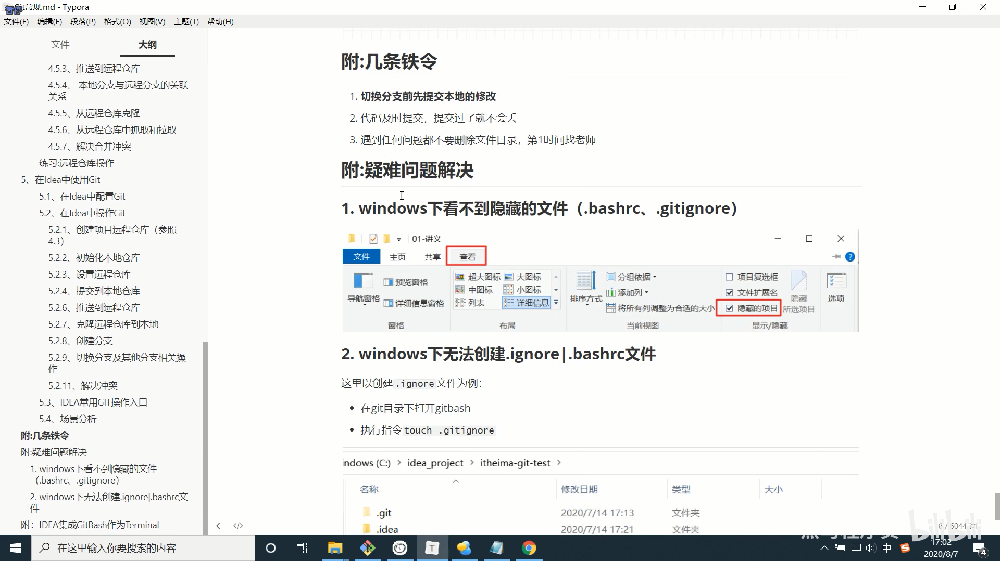 Git常规.md - Typora
暂停
文件(F) 编辑(E) 段落(P) 格式(O) 视图(V) 主题(T) 帮助(H)
文件 大纲
4.5.3、推送到远程仓库
4.5.4、 本地分支与远程分支的关联
关系
4.5.5、从远程仓库克隆
4.5.6、从远程仓库中抓取和拉取
4.5.7、解决合并冲突
练习:远程仓库操作
5、在Idea中使用Git
5.1、在Idea中配置Git
5.2、在Idea中操作Git
5.2.1、创建项目远程仓库（参照
4.3）
5.2.2、初始化本地仓库
5.2.3、设置远程仓库
5.2.4、提交到本地仓库
5.2.6、推送到远程仓库
5.2.7、克隆远程仓库到本地
5.2.8、创建分支
5.2.9、切换分支及其他分支相关操
作
5.2.11、解决冲突
5.3、IDEA常用GIT操作入口
5.4、场景分析
附:几条铁令
附:疑难问题解决
1. windows下看不到隐藏的文件
（.bashrc、.gitignore）
2. windows下无法创建.ignore|.bashrc文
件
附：IDEA集成GitBash作为Terminal
附:几条铁令
1. 切换分支前先提交本地的修改
2. 代码及时提交，提交过了就不会丢
3. 遇到任何问题都不要删除文件目录，第1时间找老师
附:疑难问题解决
1. windows下看不到隐藏的文件（.bashrc、.gitignore）
01-讲义
文件 主页 共享 查看
导航窗格 预览窗格 详细信息窗格
窗格
超大图标 大图标
中图标 小图标
列表 详细信息
布局
排序方式 分组依据 添加列 将所有列调整为合适的大小
当前视图
项目复选框
文件扩展名
隐藏的项目
隐藏
所选项目
显示/隐藏
选项
2. windows下无法创建.ignore|.bashrc文件
这里以创建.ignore文件为例：
在git目录下打开gitbash
执行指令touch .gitignore
indows (C:) > idea_project > itheima-git-test >
名称 修改日期 类型 大小
.git 2020/7/14 17:13 文件夹
.idea 2020/7/14 17:21 文件夹
8 / 6044 词
bilibili
在这里输入你要搜索的内容
中
17:02
2020/8/7
4